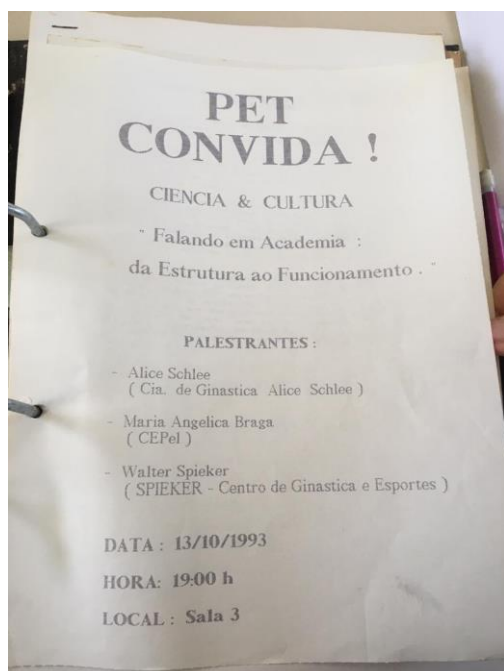 PET
CONVIDA !
CIENCIA & CULTURA
" Falando em Academia :
da Estrutura ao Funcionamento . "
PALESTRANTES :
- Alice Schlee
( Cia. de Ginastica Alice Schlee )
- Maria Angelica Braga
( CEPel )
- Walter Spieker
( SPIEKER - Centro de Ginastica e Esportes )
DATA : 13/10/1993
HORA: 19:00 h
LOCAL : Sala 3